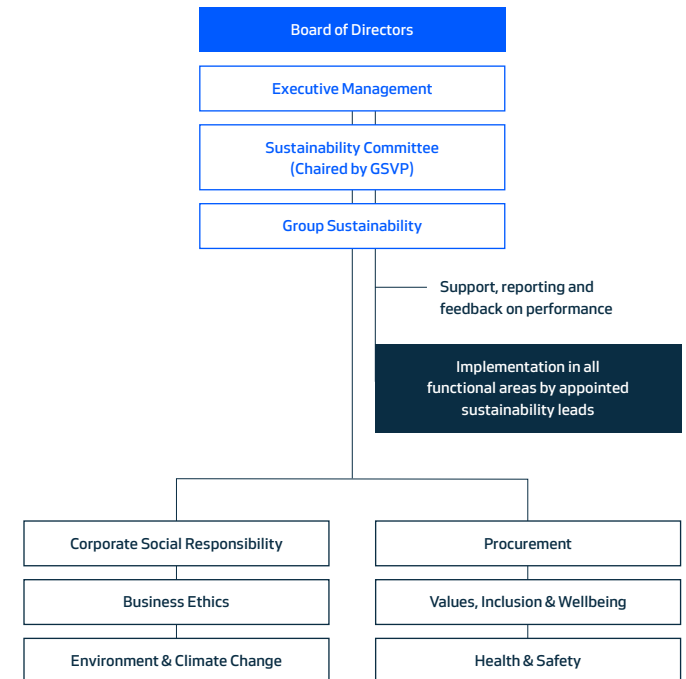 Board of Directors
Executive Management
Sustainability Committee
(Chaired by GSVP)
Group Sustainability
Support, reporting and
feedback on performance
Implementation in all
functional areas by appointed
sustainability leads
Corporate Social Responsibility
Procurement
Business Ethics
Values, Inclusion & Wellbeing
Environment & Climate Change
Health & Safety